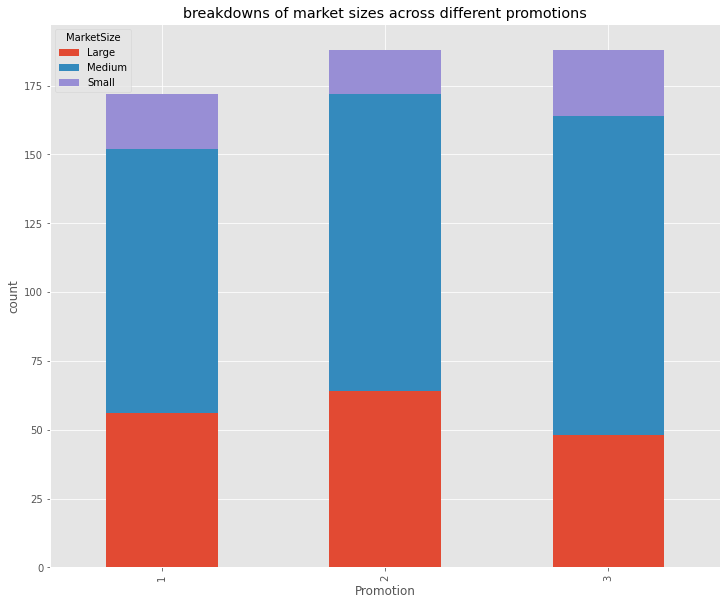 breakdowns of market sizes across different promotions
MarketSize
Large
Medium
Small
175
150
125
100
75
50
25
0
count
1
2
3
Promotion